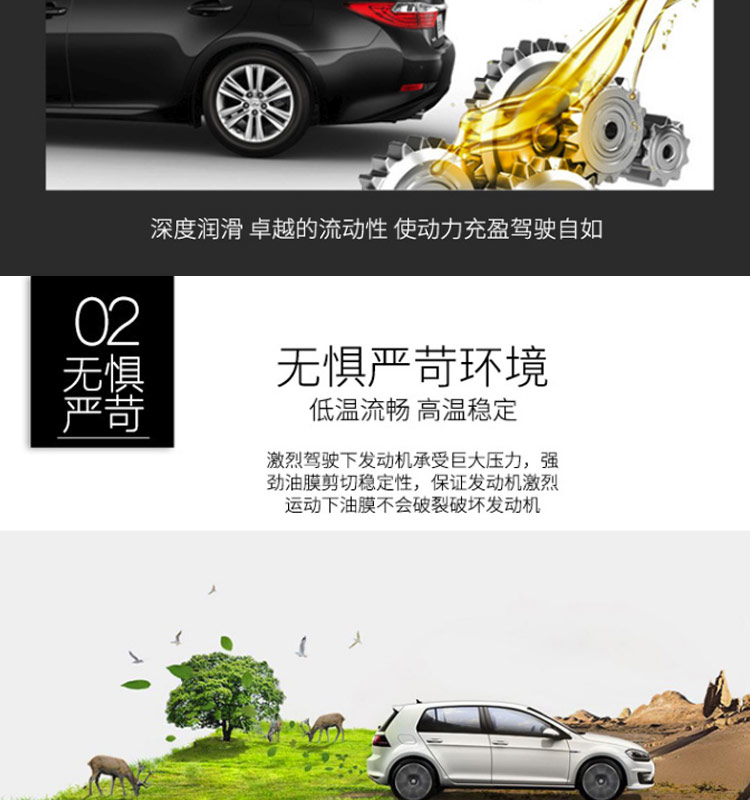 深度润滑 卓越的流动性 使动力充盈驾驶自如
02
无惧
严苛
无惧严苛环境
低温流畅 高温稳定
激烈驾驶下发动机承受巨大压力，强
劲油膜剪切稳定性，保证发动机激烈
运动下油膜不会破裂破坏发动机